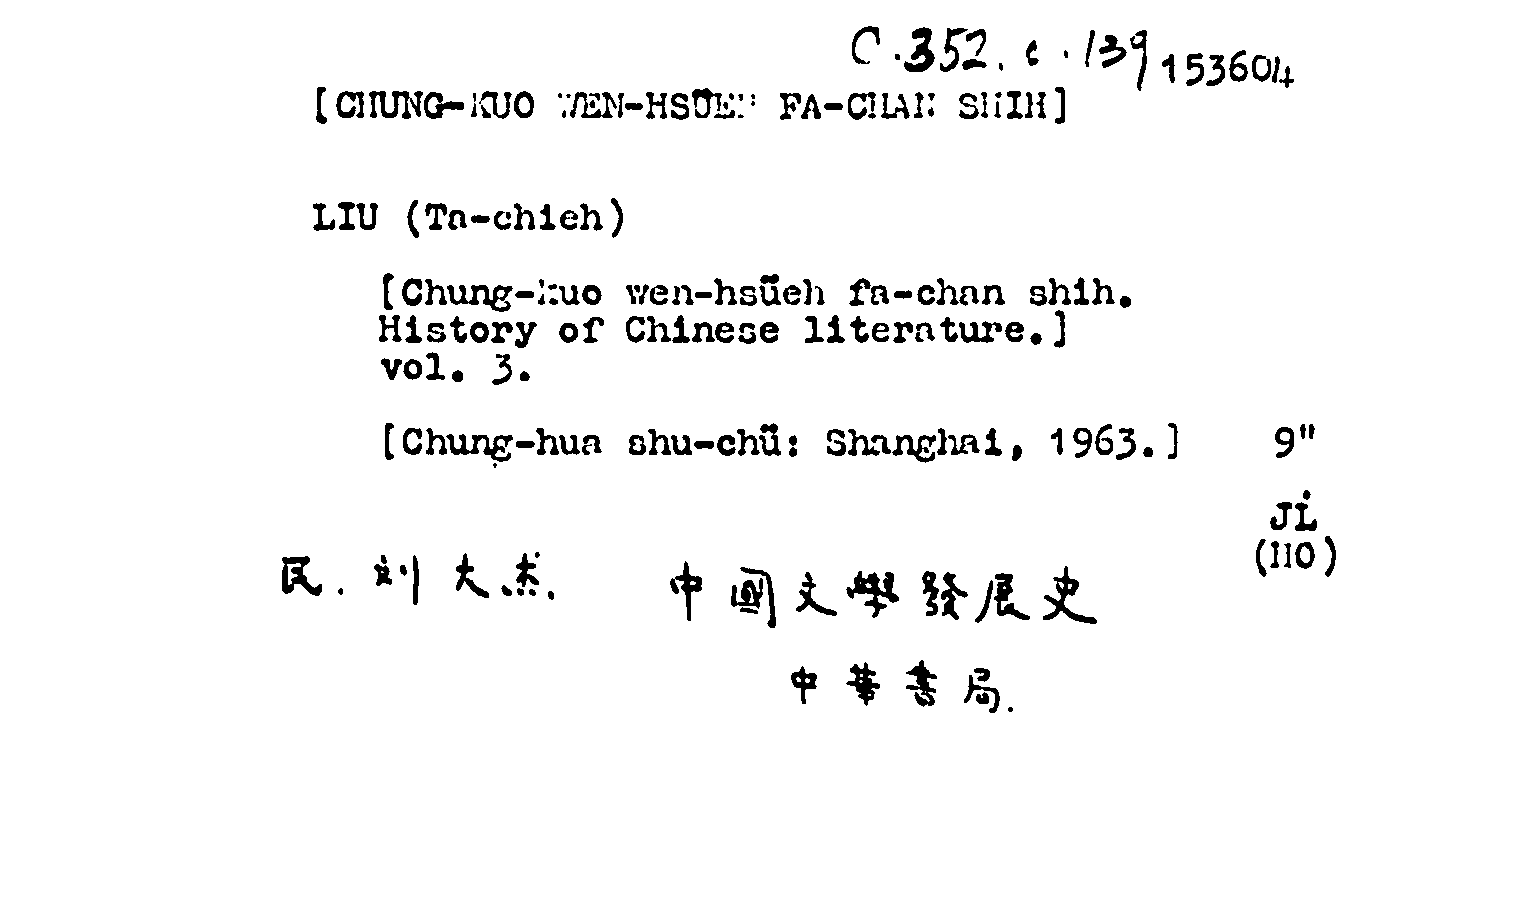 C.352.c.139 153604
[CHUNG-KUO WEN-HSÜEH FA-CHAN SHIH]
LIU (Ta-chieh)
[Chung-kuo wen-hsüeh fa-chan shih.
History of Chinese literature.]
vol. 3.
[Chung-hua shu-chü: Shanghai, 1963.] 9"
JL
(HO)
民. 刘大杰. 中國文學發展史
中華書局.